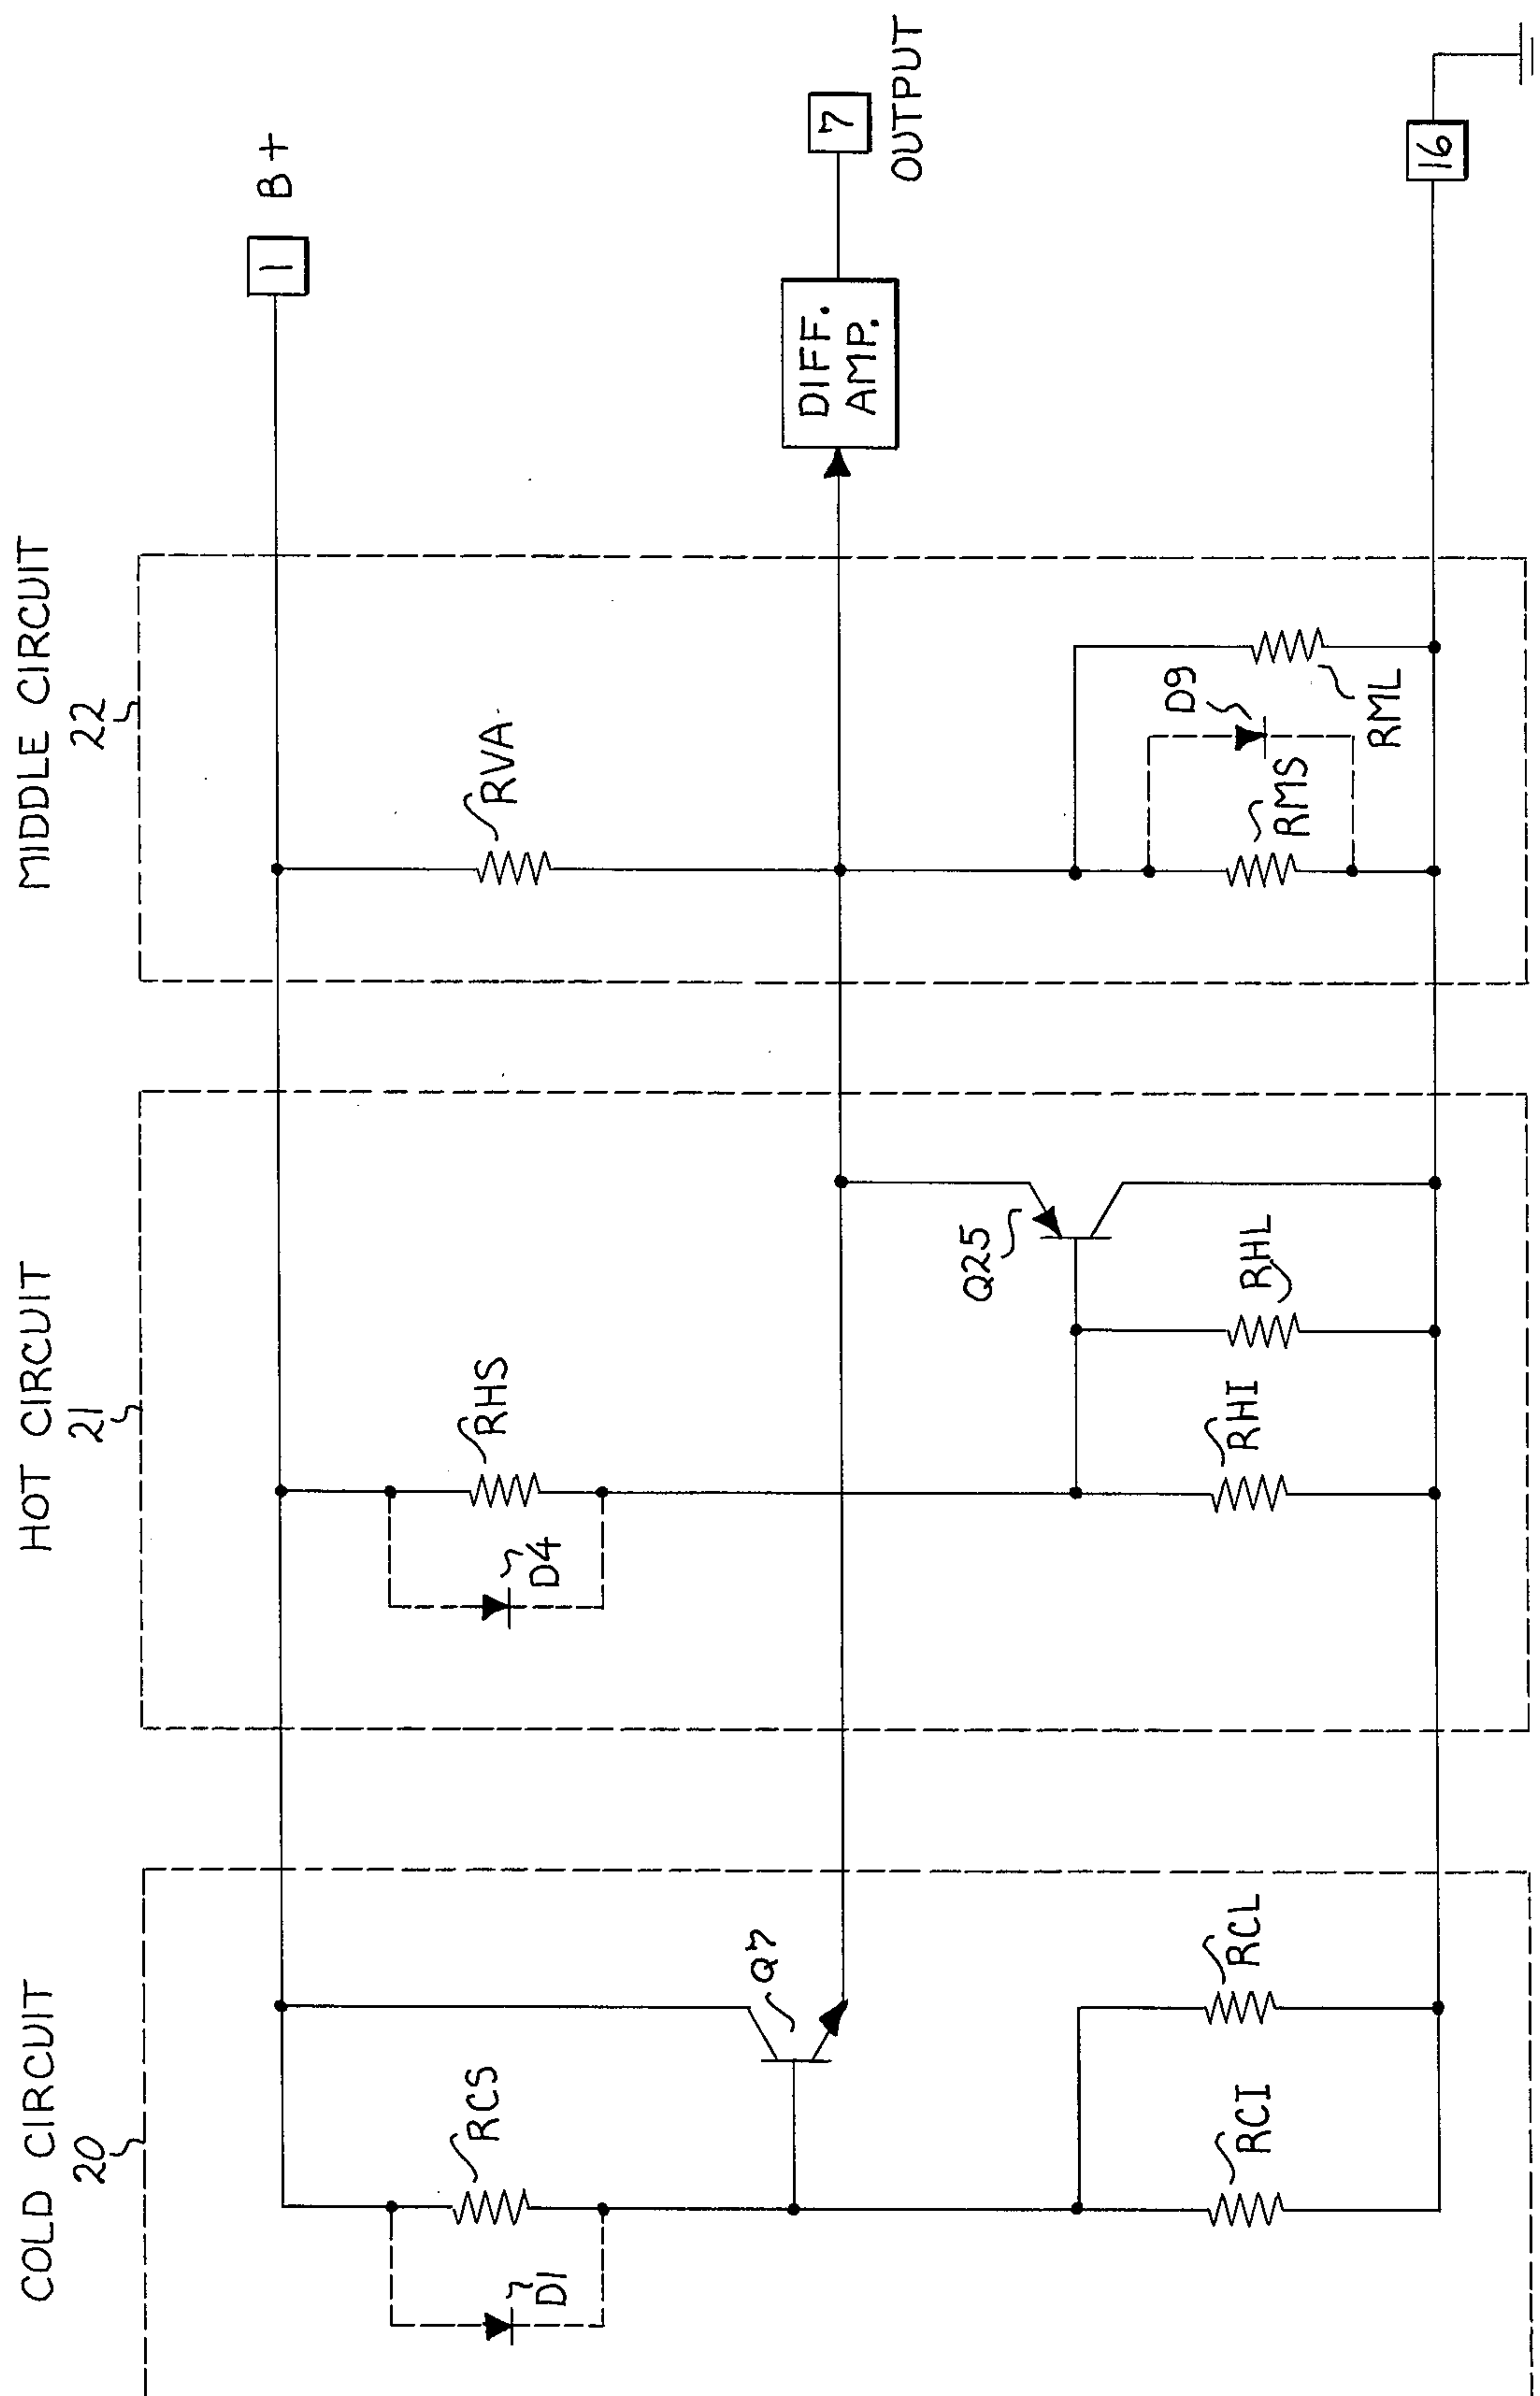 COLD CIRCUIT
20
HOT CIRCUIT
21
MIDDLE CIRCUIT
22
1 B+
RCS
D1
Q7
RCI
RCL
RHS
D4
Q25
RHI
RHL
RVA
D9
RMS
RML
DIFF.
AMP.
7
OUTPUT
16